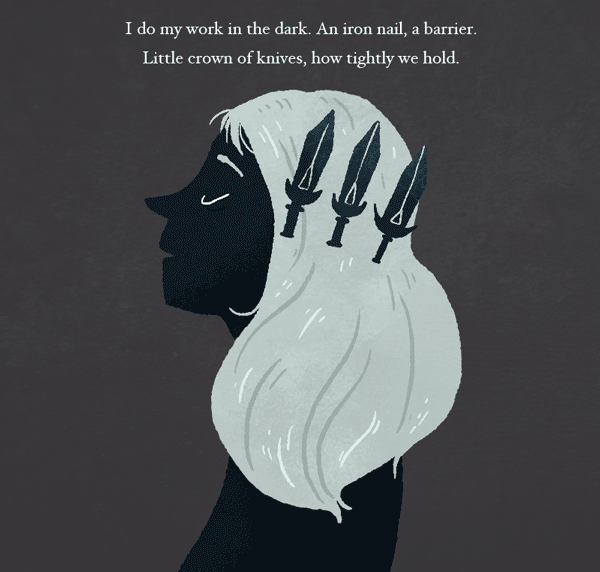 I do my work in the dark. An iron nail, a barrier.
Little crown of knives, how tightly we hold.